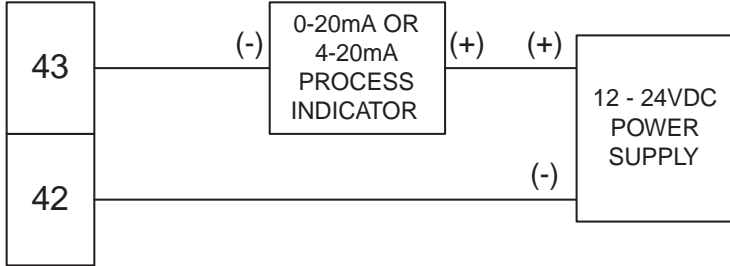 43
(-)
0-20mA OR
4-20mA
PROCESS
INDICATOR
(+)
(+)
12 - 24VDC
POWER
SUPPLY
42
(-)